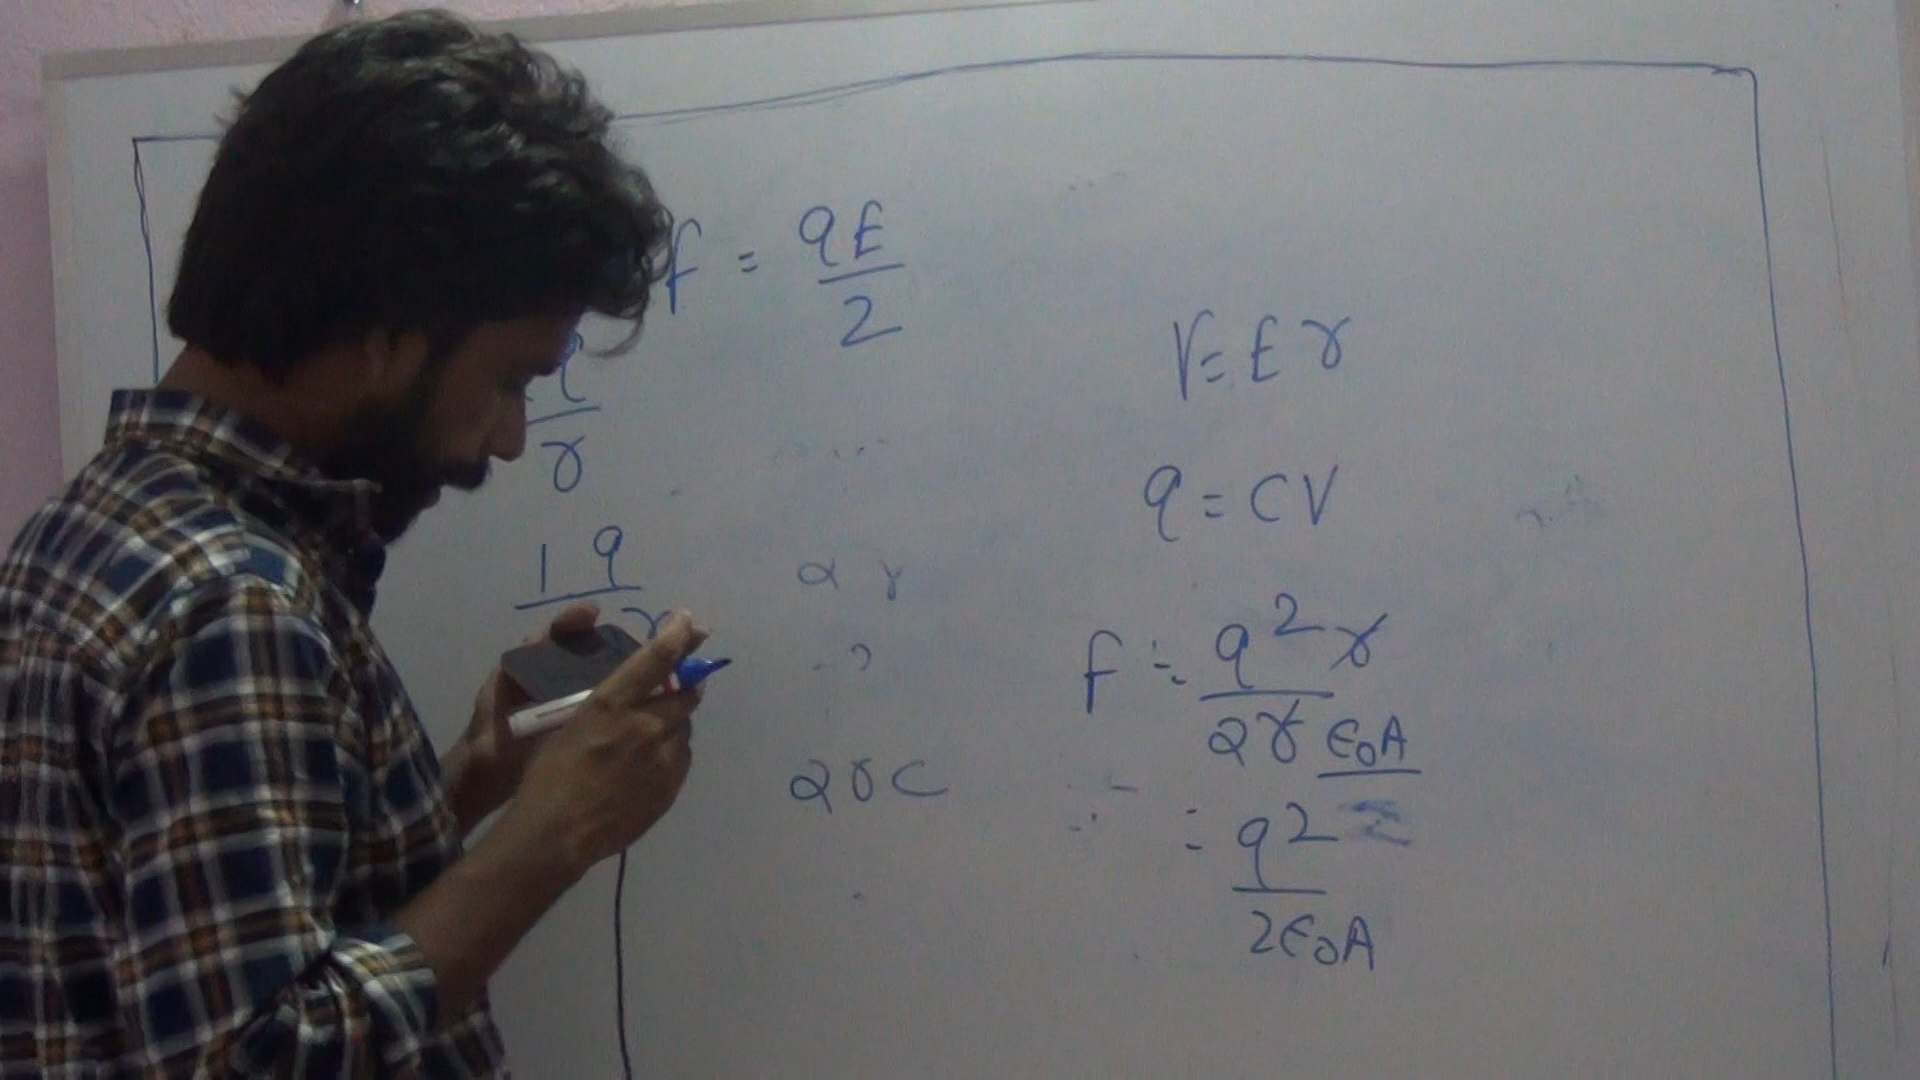 F = qE/2
q/r
1 q
r
α r
2rC
V = Er
q = CV
F = q²r/2r ε₀A
= q²/2ε₀A